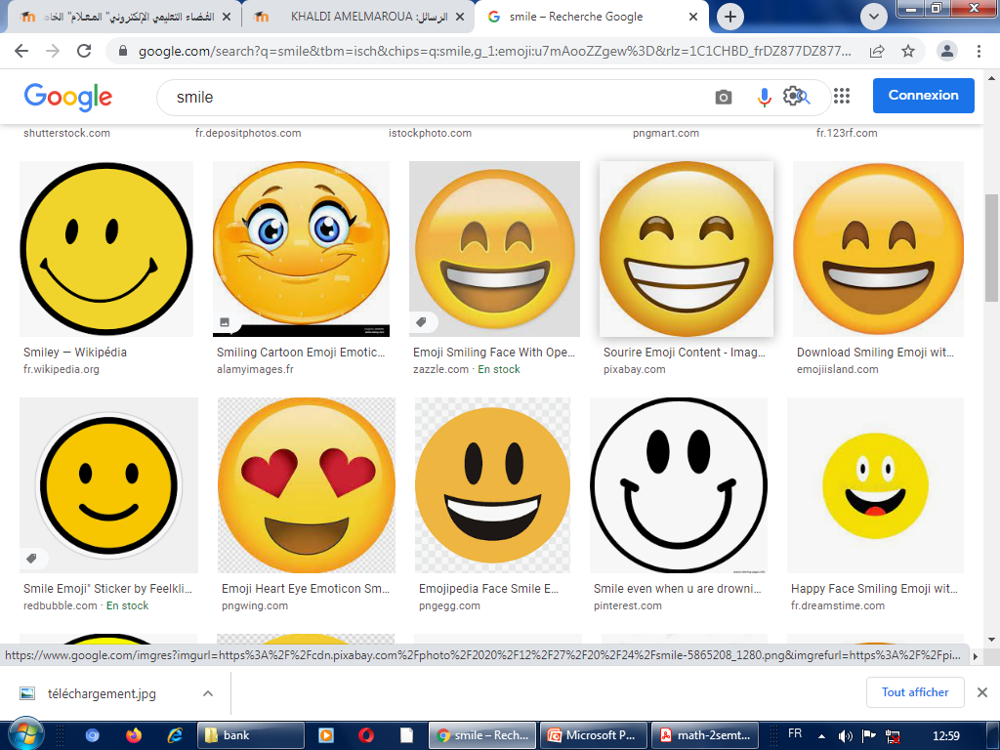 الفضاء التعليمي الإلكتروني" المعـلام" الخاد
الرسائل: KHALDI AMELMAROUA
smile – Recherche Google
google.com/search?q=smile&tbm=isch&chips=q:smile,g_1:emoji:u7mAooZZgew%3D&rlz=1C1CHBD_frDZ877DZ877...
Google
smile
Connexion
shutterstock.com
fr.depositphotos.com
istockphoto.com
pngmart.com
fr.123rf.com
Smiley — Wikipédia
fr.wikipedia.org
Smiling Cartoon Emoji Emotic...
alamyimages.fr
Emoji Smiling Face With Ope...
zazzle.com · En stock
Sourire Emoji Content - Imag...
pixabay.com
Download Smiling Emoji wit...
emojiisland.com
Smile Emoji" Sticker by Feelkli...
redbubble.com · En stock
Emoji Heart Eye Emoticon Sm...
pngwing.com
Emojipedia Face Smile E...
pngegg.com
Smile even when u are drowni...
pinterest.com
Happy Face Smiling Emoji wit...
fr.dreamstime.com
https://www.google.com/imgres?imgurl=https%3A%2F%2Fcdn.pixabay.com%2Fphoto%2F2020%2F12%2F27%2F20%2F24%2Fsmile-5865208_1280.png&imgrefurl=https%3A%2F%2Fpi...
téléchargement.jpg
Tout afficher
bank
smile – Rech...
Microsoft P...
math-2semt...
FR
12:59